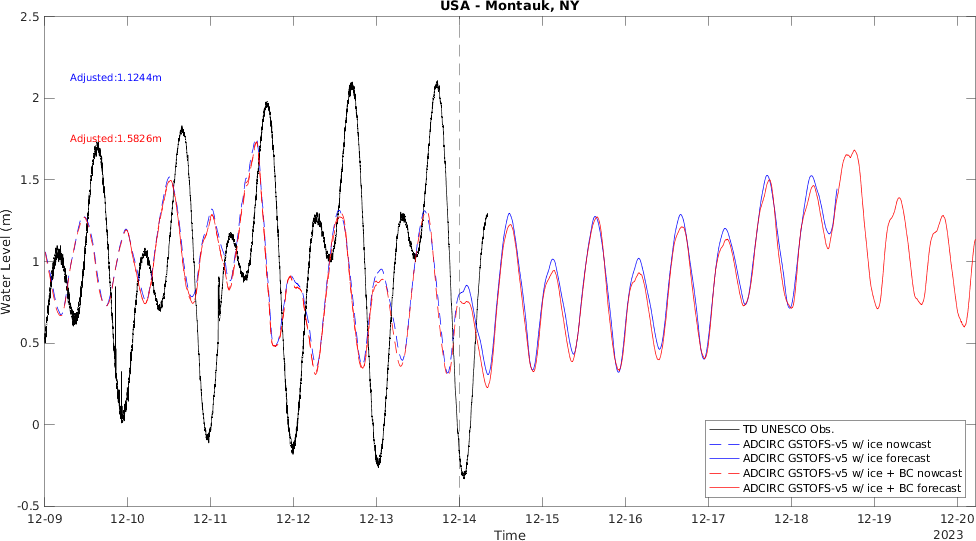 USA - Montauk, NY
2.5
2
1.5
1
0.5
0
-0.5
Water Level (m)
Adjusted:1.1244m
Adjusted:1.5826m
TD UNESCO Obs.
ADCIRC GSTOFS-v5 w/ ice nowcast
ADCIRC GSTOFS-v5 w/ ice forecast
ADCIRC GSTOFS-v5 w/ ice + BC nowcast
ADCIRC GSTOFS-v5 w/ ice + BC forecast
12-09 12-10 12-11 12-12 12-13 12-14 12-15 12-16 12-17 12-18 12-19 12-20
Time
2023